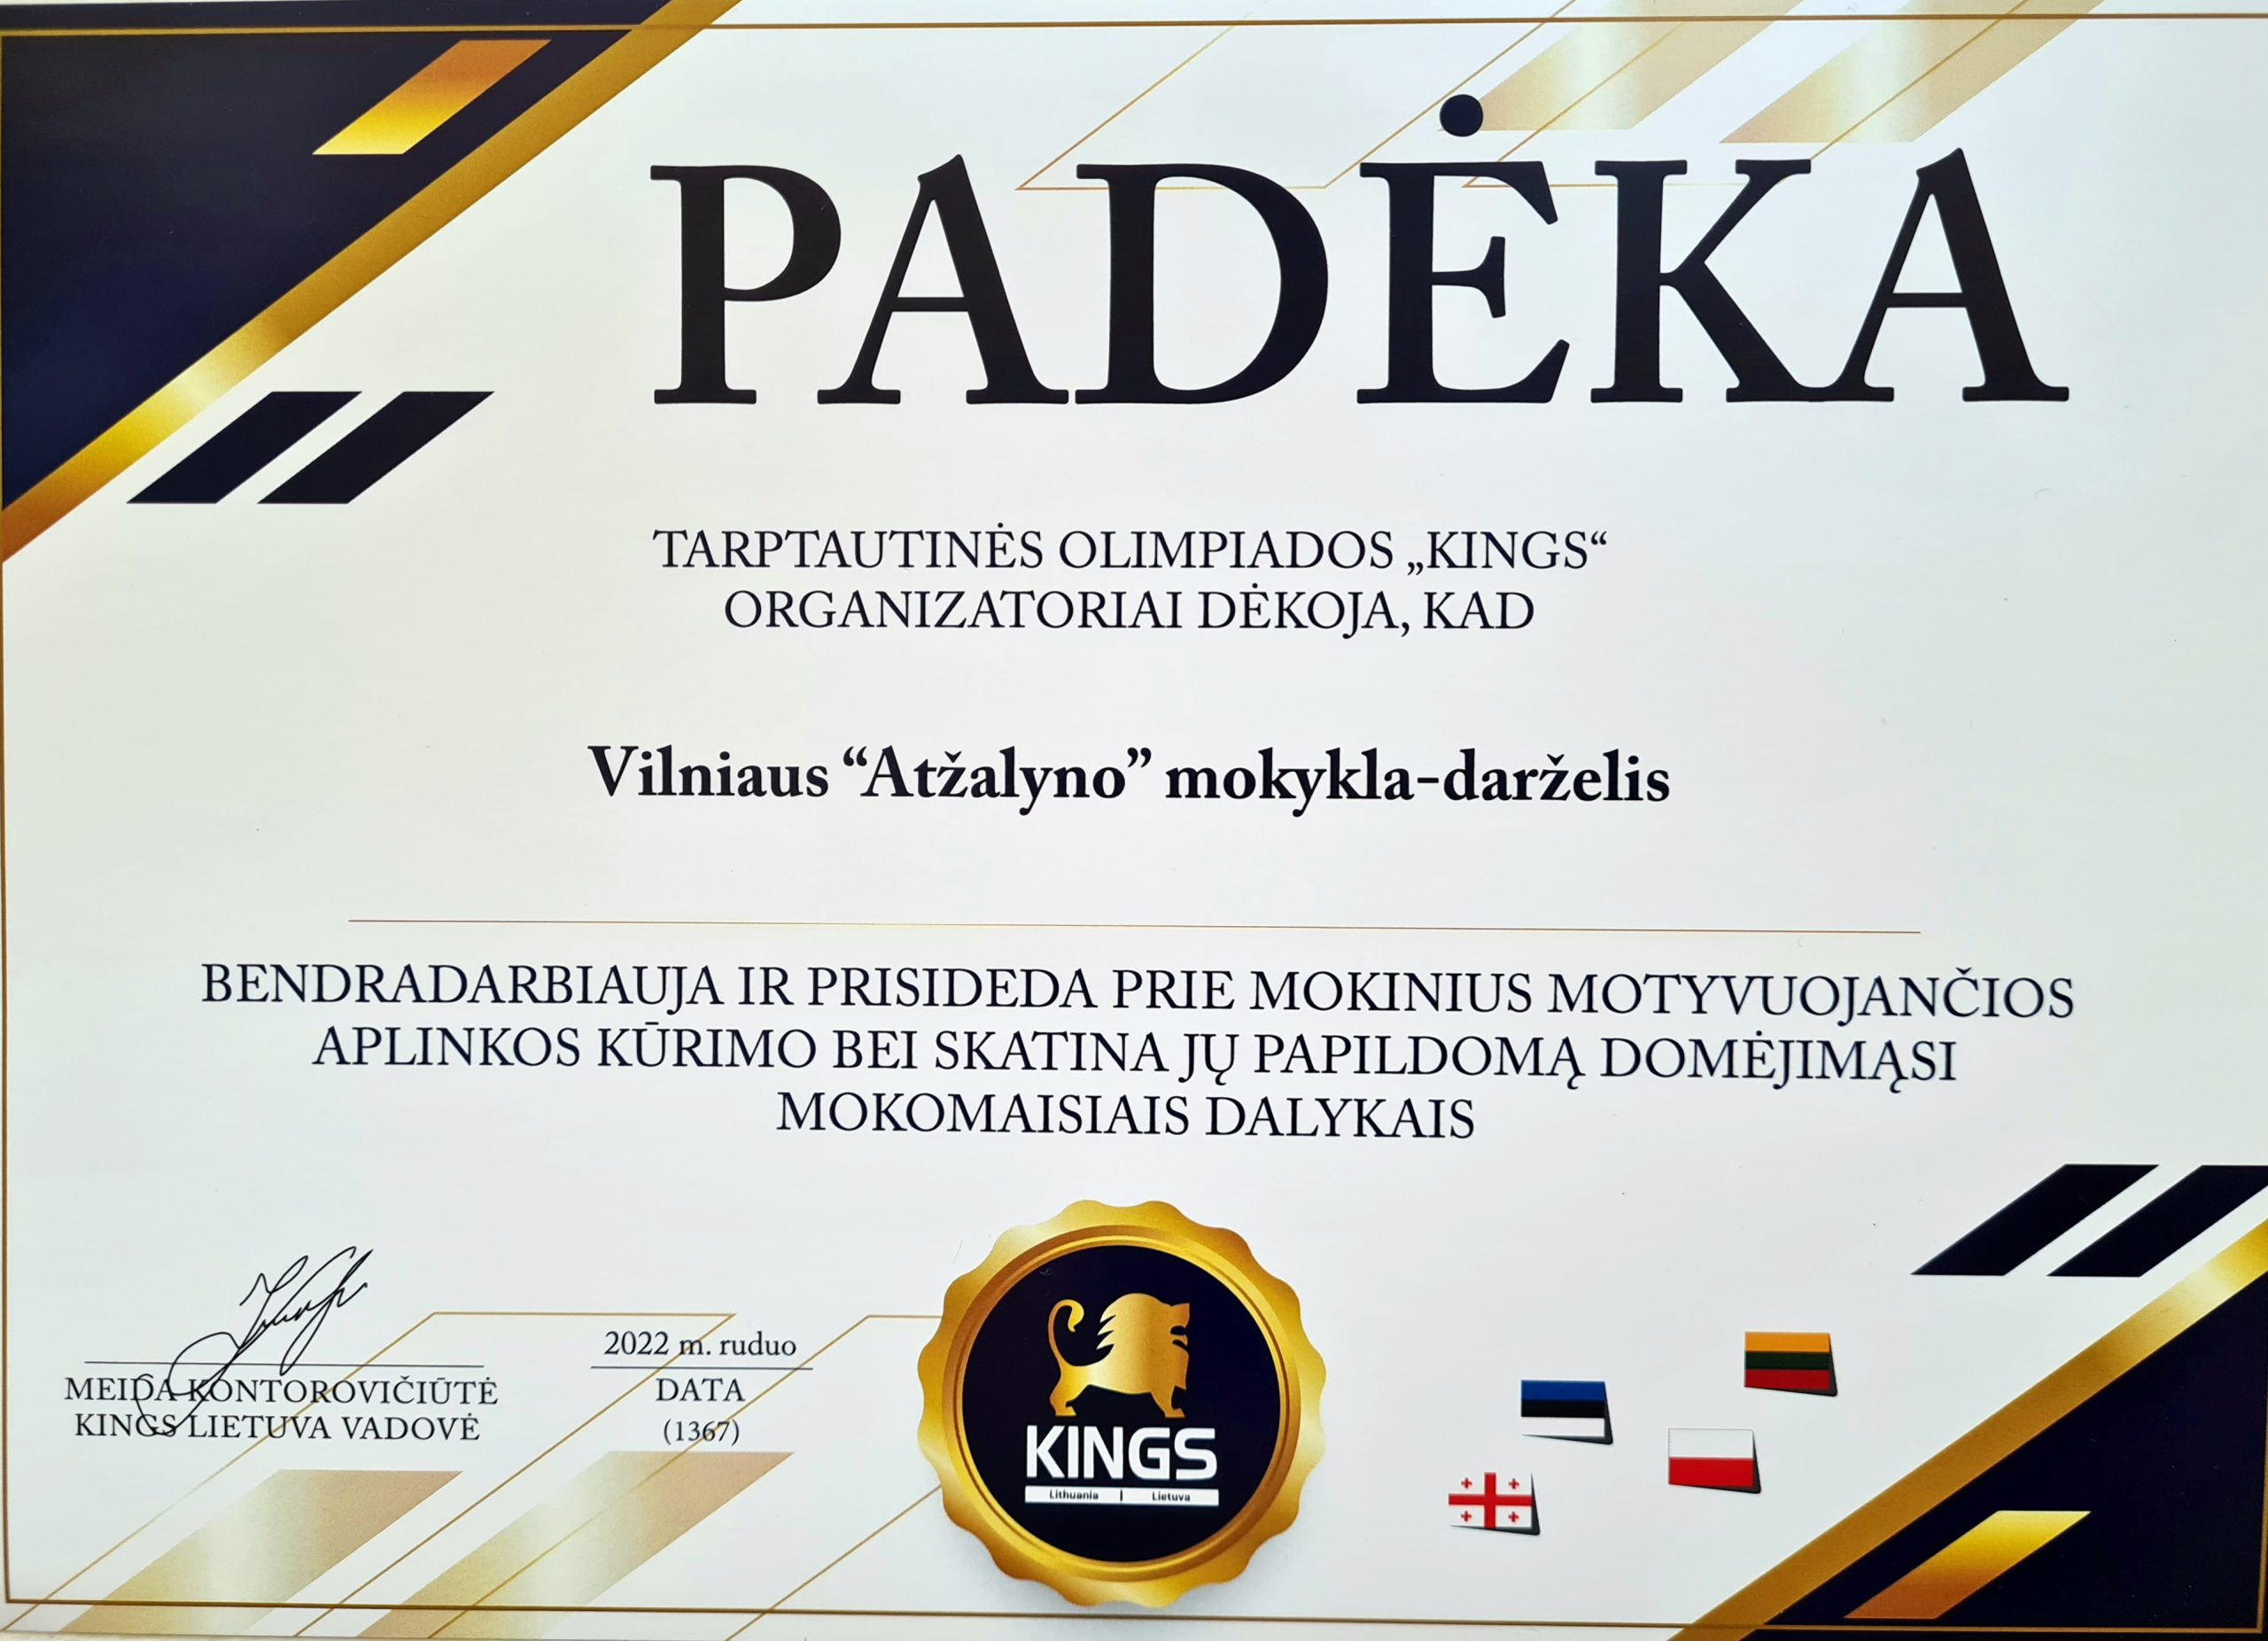 PADĖKA
TARPTAUTINĖS OLIMPIADOS „KINGS“
ORGANIZATORIAI DĖKOJA, KAD
Vilniaus “Atžalyno” mokykla-darželis
BENDRADARBIAUJA IR PRISIDEDA PRIE MOKINIUS MOTYVUOJANČIOS
APLINKOS KŪRIMO BEI SKATINA JŲ PAPILDOMĄ DOMĖJIMĄSI
MOKOMAISIAIS DALYKAIS
MEIDA KONTOROVIČIŪTĖ
KINGS LIETUVA VADOVĖ
2022 m. ruduo
DATA
(1367)
KINGS
Lithuania | Lietuva